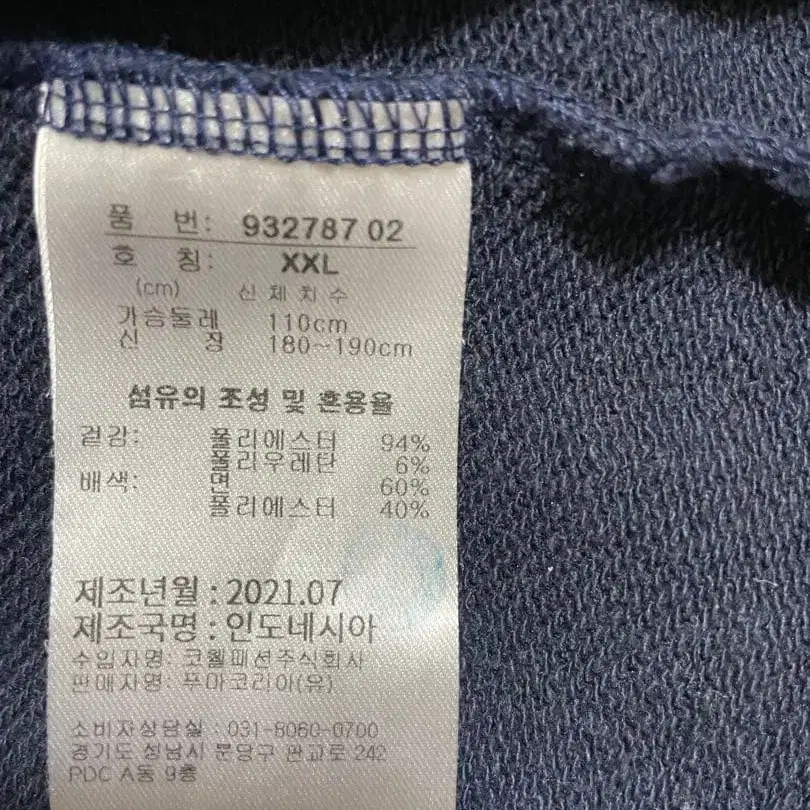 품 번: 932787 02
호 칭: XXL
(cm) 신체치수
가슴둘레 110cm
신 장 180~190cm
섬유의 조성 및 혼용율
겉감: 폴리에스터 94%
폴리우레탄 6%
배색: 면 60%
폴리에스터 40%
제조년월 : 2021.07
제조국명 : 인도네시아
수입자명: 코웰패션주식회사
판매자명: 푸마코리아(유)
소비자상담실 : 031-8060-0700
경기도 성남시 분당구 판교로 242
PDC A동 9층